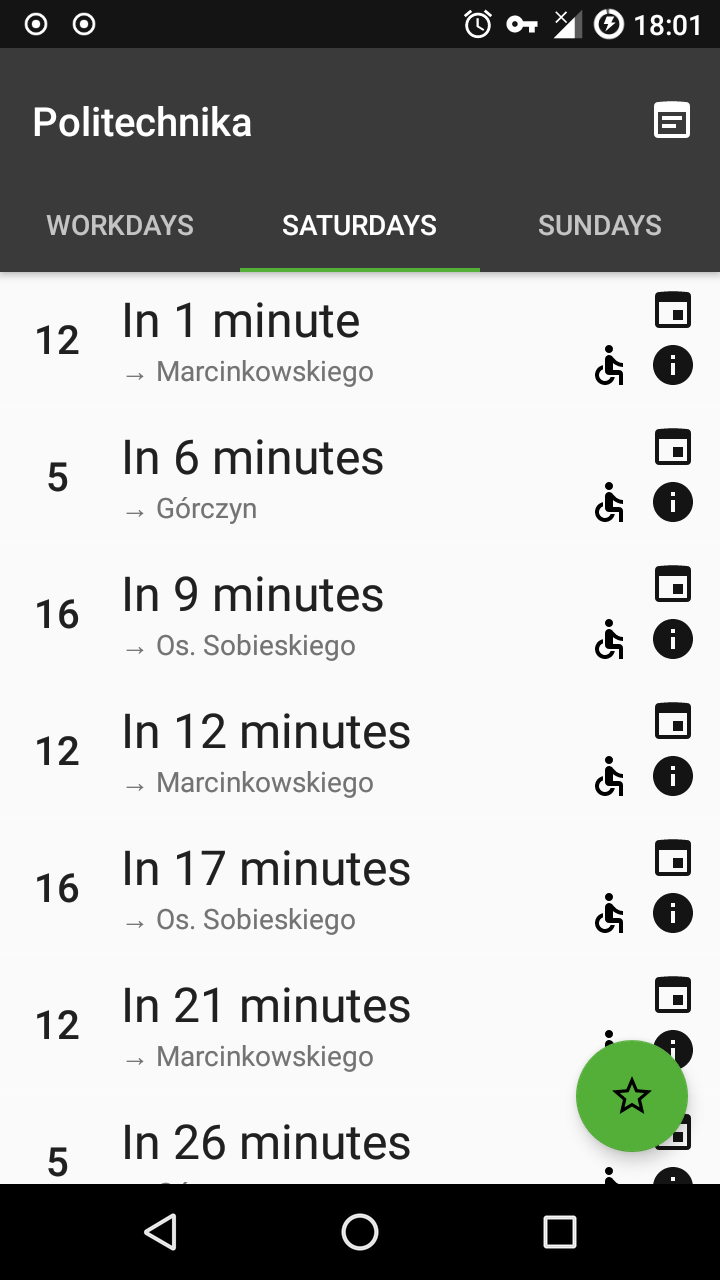 18:01
Politechnika
WORKDAYS SATURDAYS SUNDAYS
12
In 1 minute
→ Marcinkowskiego
5
In 6 minutes
→ Górczyn
16
In 9 minutes
→ Os. Sobieskiego
12
In 12 minutes
→ Marcinkowskiego
16
In 17 minutes
→ Os. Sobieskiego
12
In 21 minutes
→ Marcinkowskiego
5
In 26 minutes